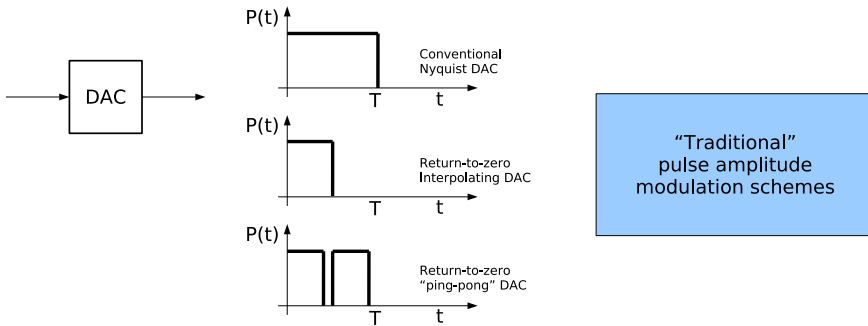 DAC
P(t)
Conventional
Nyquist DAC
T
t
P(t)
Return-to-zero
Interpolating DAC
T
t
P(t)
Return-to-zero
“ping-pong” DAC
T
t
“Traditional”
pulse amplitude
modulation schemes